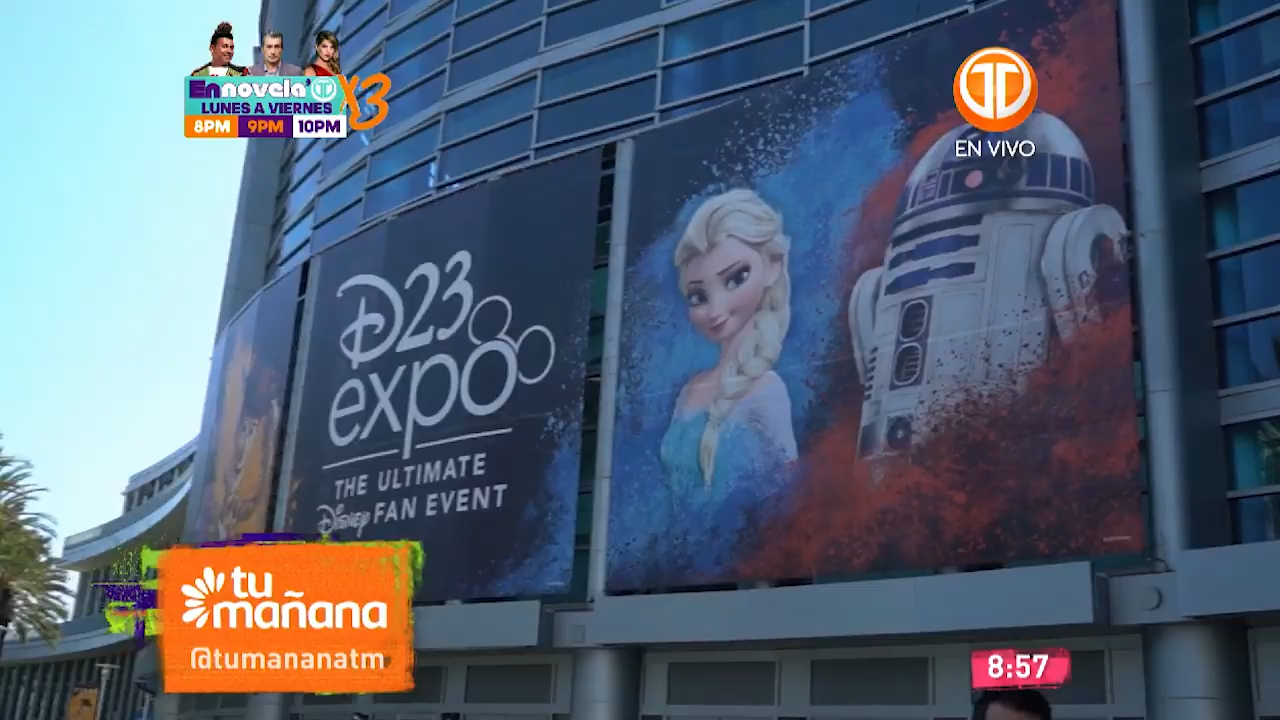 Ennovela'
X3
LUNES A VIERNES
8PM 9PM 10PM
EN VIVO
D23
expo
THE ULTIMATE
Disney FAN EVENT
tu
mañana
@tumananatm
8:57